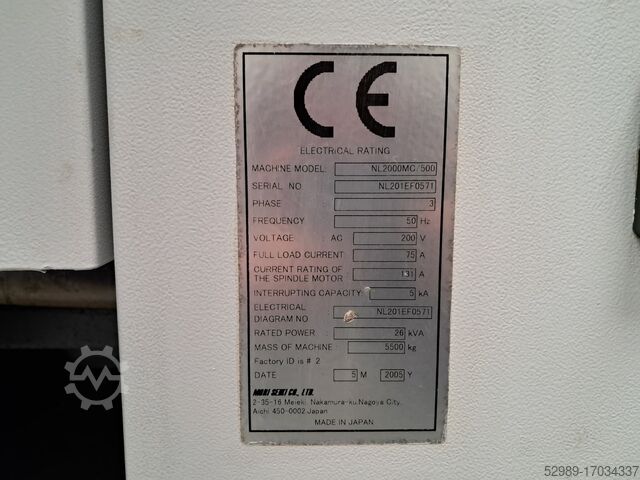 CE
ELECTRICAL RATING
MACHINE MODEL: NL2000MC/500
SERIAL NO NL201EF0571
PHASE 3
FREQUENCY 50 Hz
VOLTAGE : AC 200 V
FULL LOAD CURRENT: 75 A
CURRENT RATING OF
THE SPINDLE MOTOR : 131 A
INTERRUPTING CAPACITY: 5 kA
ELECTRICAL
DIAGRAM NO : NL201EF0571
RATED POWER : 26 kVA
MASS OF MACHINE : 5500 kg
Factory ID is # 2
DATE 5 M 2005 Y
MORI SEIKI CO., LTD.
2-35-16 Meieki, Nakamura-ku, Nagoya City,
Aichi 450-0002 Japan
MADE IN JAPAN
52989-17034337